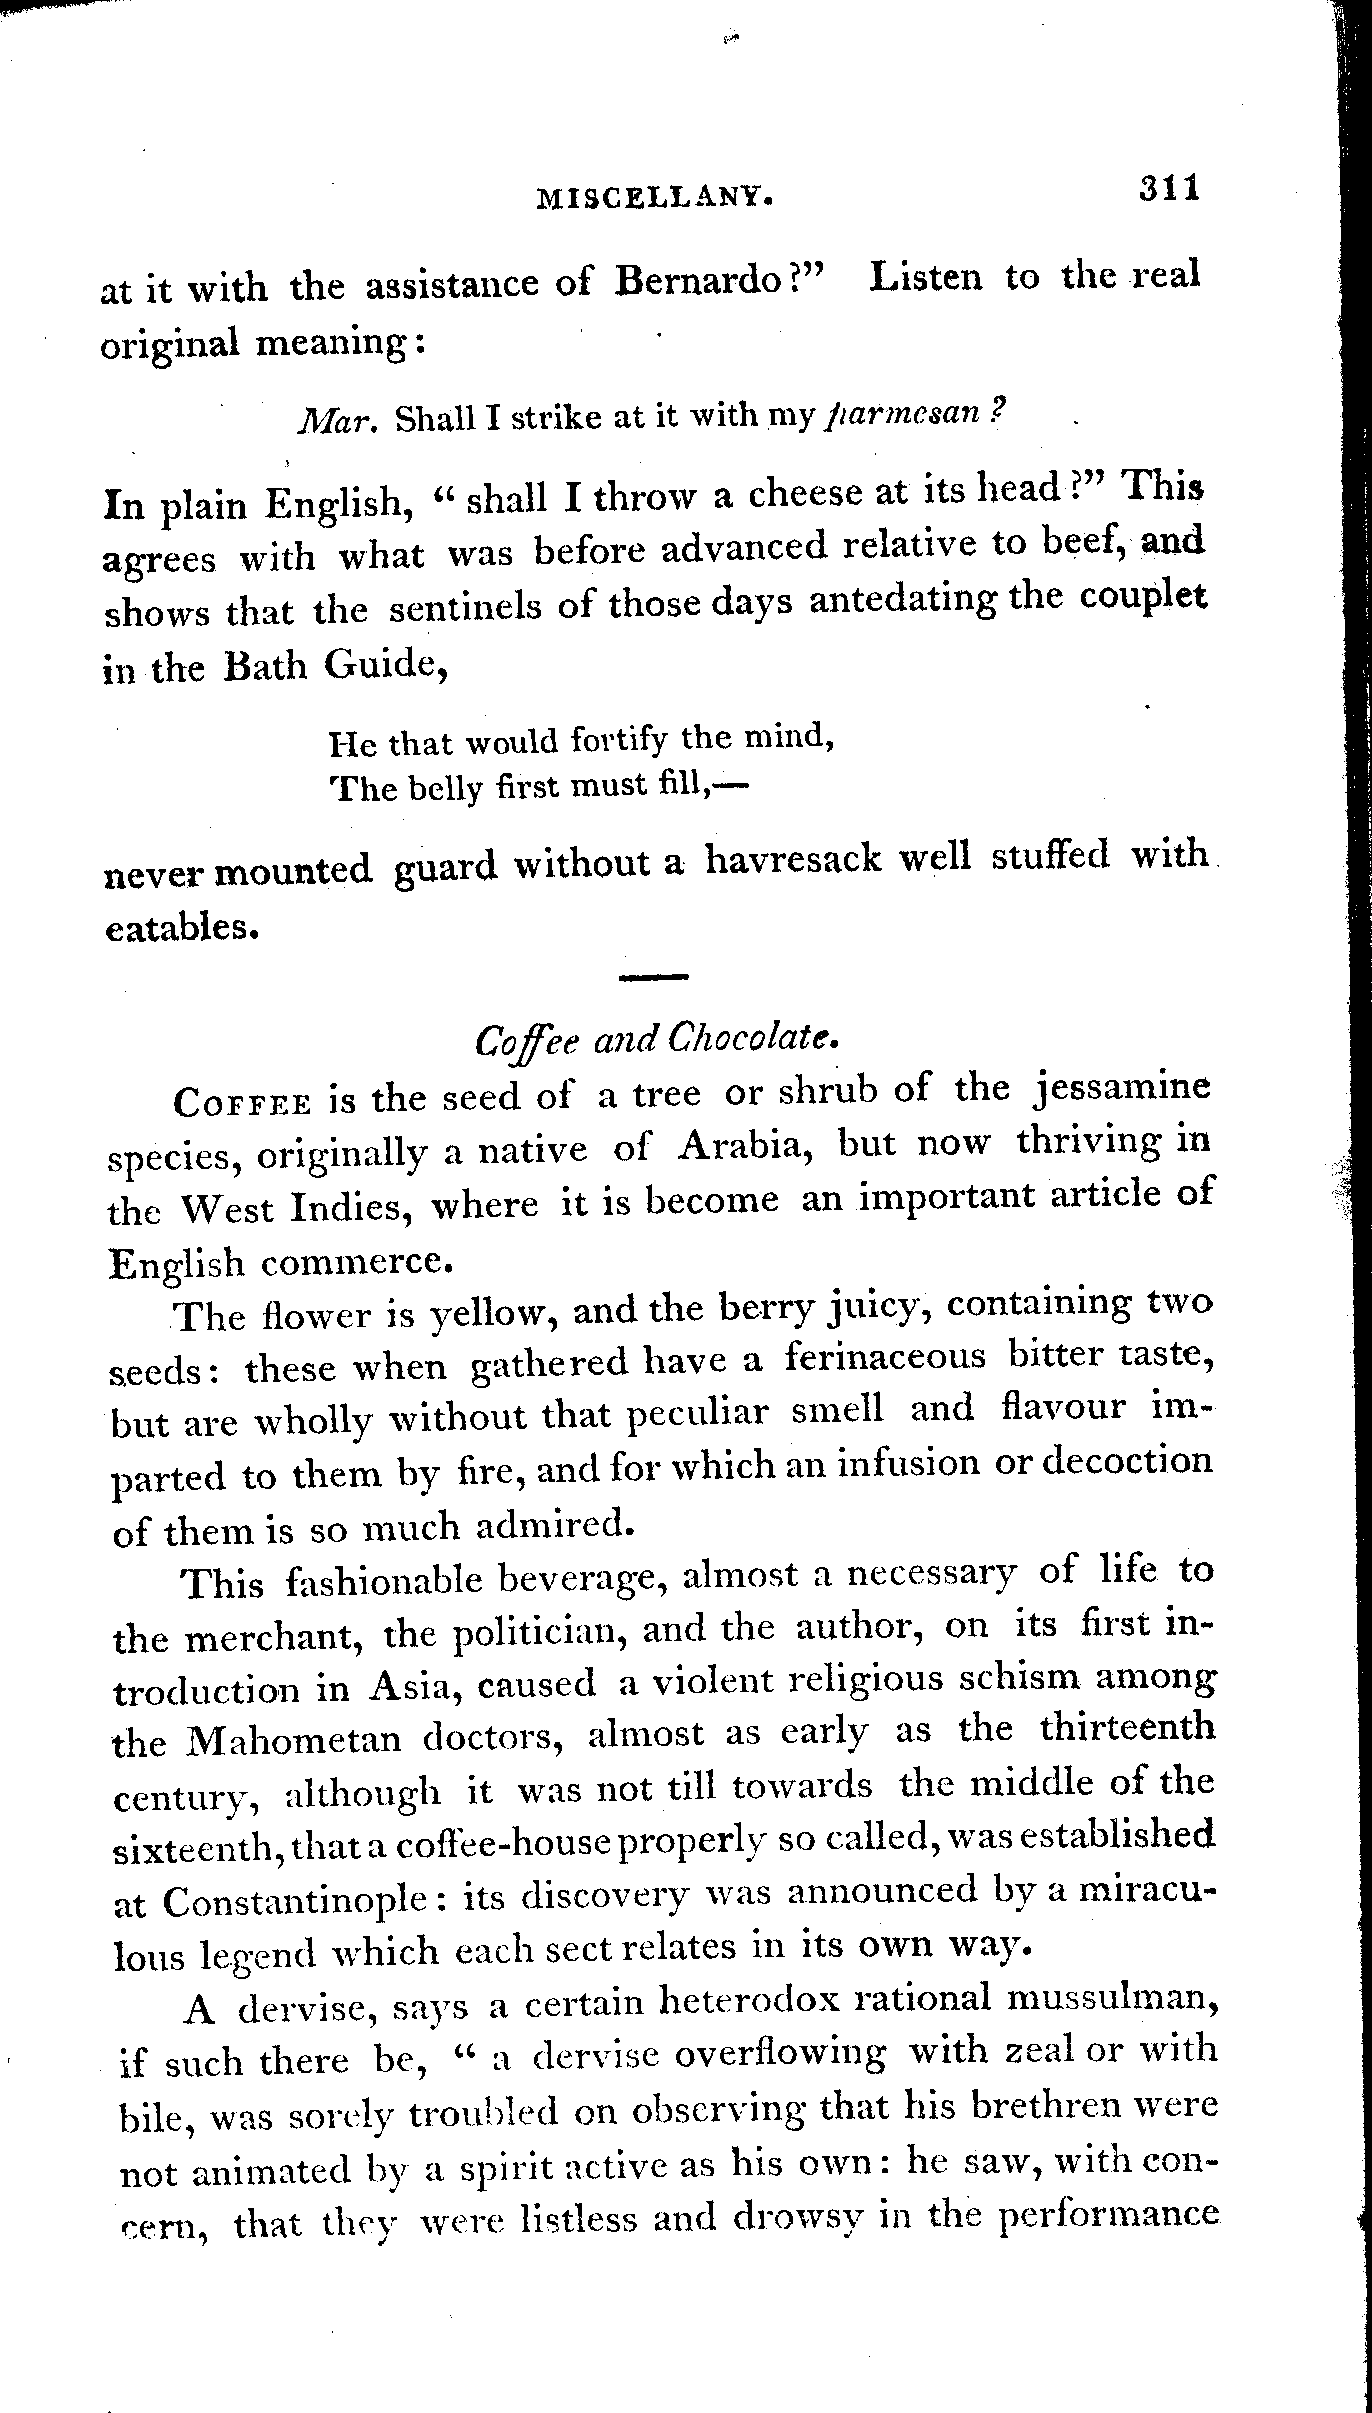 MISCELLANY. 311
at it with the assistance of Bernardo?" Listen to the real
original meaning:
Mar. Shall I strike at it with my parmesan?
In plain English, "shall I throw a cheese at its head?" This
agrees with what was before advanced relative to beef, and
shows that the sentinels of those days antedating the couplet
in the Bath Guide,
He that would fortify the mind,
The belly first must fill,—
never mounted guard without a havresack well stuffed with
eatables.
Coffee and Chocolate.
COFFEE is the seed of a tree or shrub of the jessamine
species, originally a native of Arabia, but now thriving in
the West Indies, where it is become an important article of
English commerce.
The flower is yellow, and the berry juicy, containing two
seeds: these when gathered have a ferinaceous bitter taste,
but are wholly without that peculiar smell and flavour im-
parted to them by fire, and for which an infusion or decoction
of them is so much admired.
This fashionable beverage, almost a necessary of life to
the merchant, the politician, and the author, on its first in-
troduction in Asia, caused a violent religious schism among
the Mahometan doctors, almost as early as the thirteenth
century, although it was not till towards the middle of the
sixteenth, that a coffee-house properly so called, was established
at Constantinople: its discovery was announced by a miracu-
lous legend which each sect relates in its own way.
A dervise, says a certain heterodox rational mussulman,
if such there be, "a dervise overflowing with zeal or with
bile, was sorely troubled on observing that his brethren were
not animated by a spirit active as his own: he saw, with con-
cern, that they were listless and drowsy in the performance